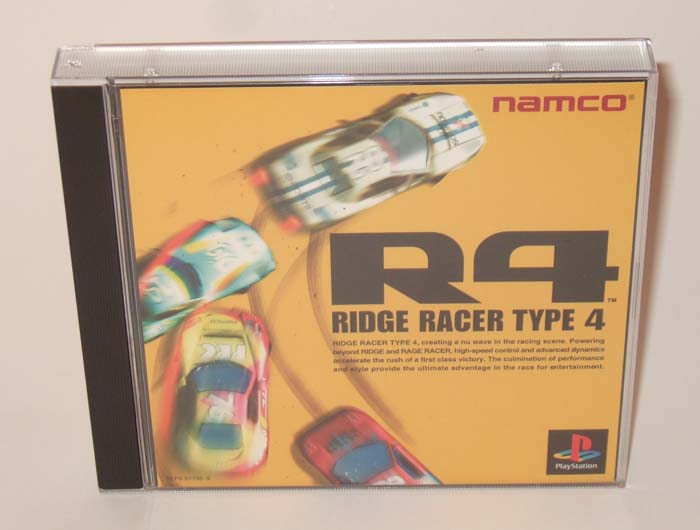 namco®
R4™
RIDGE RACER TYPE 4
RIDGE RACER TYPE 4, creating a nu wave in the racing scene. Powering
beyond RIDGE and RAGE RACER, high-speed control and advanced dynamics
accelerate the rush of a first class victory. The culmination of performance
and style provide the ultimate advantage in the race for entertainment.
PlayStation